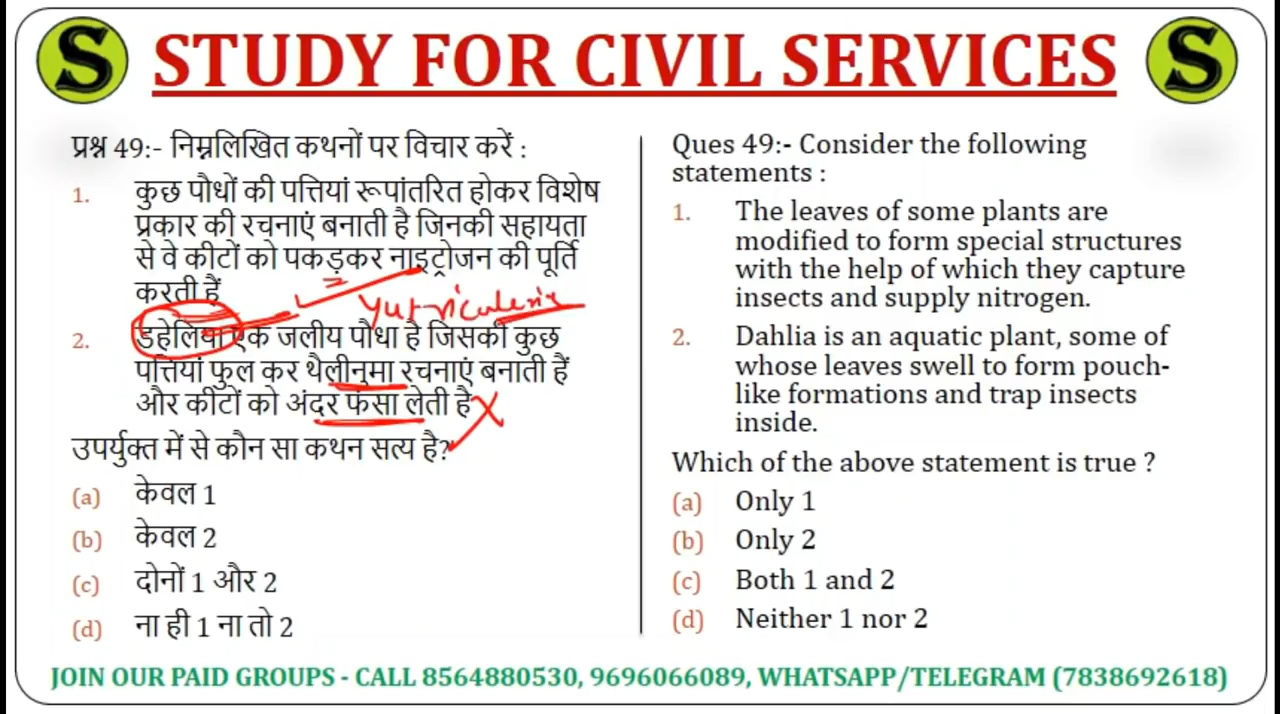 S
STUDY FOR CIVIL SERVICES
S
प्रश्न 49:- निम्नलिखित कथनों पर विचार करें :
1. कुछ पौधों की पत्तियां रूपांतरित होकर विशेष
प्रकार की रचनाएं बनाती है जिनकी सहायता
से वे कीटों को पकड़कर नाइट्रोजन की पूर्ति
करती हैं
2. डहेलिया एक जलीय पौधा है जिसकी कुछ
पत्तियां फुल कर थैलीनुमा रचनाएं बनाती हैं
और कीटों को अंदर फंसा लेती है
उपर्युक्त में से कौन सा कथन सत्य है?
(a) केवल 1
(b) केवल 2
(c) दोनों 1 और 2
(d) ना ही 1 ना तो 2
Ques 49:- Consider the following
statements :
1. The leaves of some plants are
modified to form special structures
with the help of which they capture
insects and supply nitrogen.
2. Dahlia is an aquatic plant, some of
whose leaves swell to form pouch-
like formations and trap insects
inside.
Which of the above statement is true ?
(a) Only 1
(b) Only 2
(c) Both 1 and 2
(d) Neither 1 nor 2
JOIN OUR PAID GROUPS - CALL 8564880530, 9696066089, WHATSAPP/TELEGRAM (7838692618)